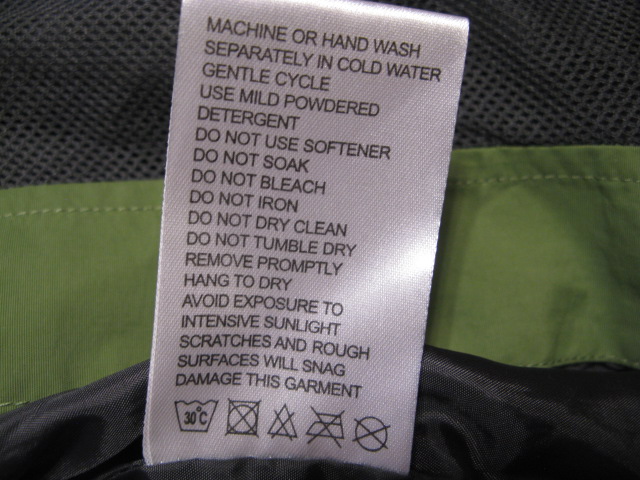 MACHINE OR HAND WASH
SEPARATELY IN COLD WATER
GENTLE CYCLE
USE MILD POWDERED
DETERGENT
DO NOT USE SOFTENER
DO NOT SOAK
DO NOT BLEACH
DO NOT IRON
DO NOT DRY CLEAN
DO NOT TUMBLE DRY
REMOVE PROMPTLY
HANG TO DRY
AVOID EXPOSURE TO
INTENSIVE SUNLIGHT
SCRATCHES AND ROUGH
SURFACES WILL SNAG
DAMAGE THIS GARMENT
30°C